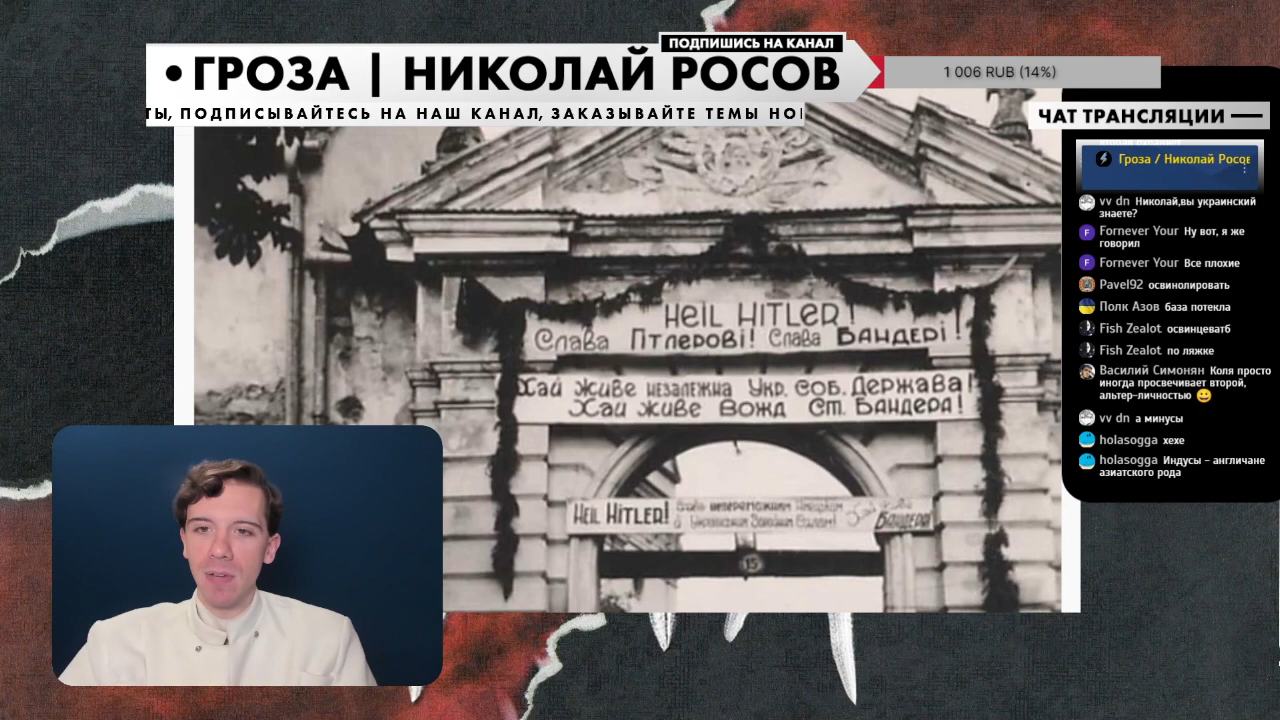 ПОДПИШИСЬ НА КАНАЛ
• ГРОЗА | НИКОЛАЙ РОСОВ
1 006 RUB (14%)
ТЫ, ПОДПИСЫВАЙТЕСЬ НА НАШ КАНАЛ, ЗАКАЗЫВАЙТЕ ТЕМЫ НО
ЧАТ ТРАНСЛЯЦИИ
Гроза / Николай Росов
vv dn Николай,вы украинский
знаете?
Fornever Your Ну вот, я же
говорил
Fornever Your Все плохие
Pavel92 освинолировать
Полк Азов база потекла
Fish Zealot освинцеватб
Fish Zealot по ляжке
Василий Симонян Коля просто
иногда просвечивает второй,
альтер-личностью 😀
vv dn а минусы
holasogga хехе
holasogga Индусы - англичане
азиатского рода
HEIL HITLER!
Слава Гітлерові! Слава Бандері!
Хай живе незалежна Укр. Соб. Держава!
Хай живе Вожд Ст. Бандера!
HEIL HITLER!
Бандера!
15